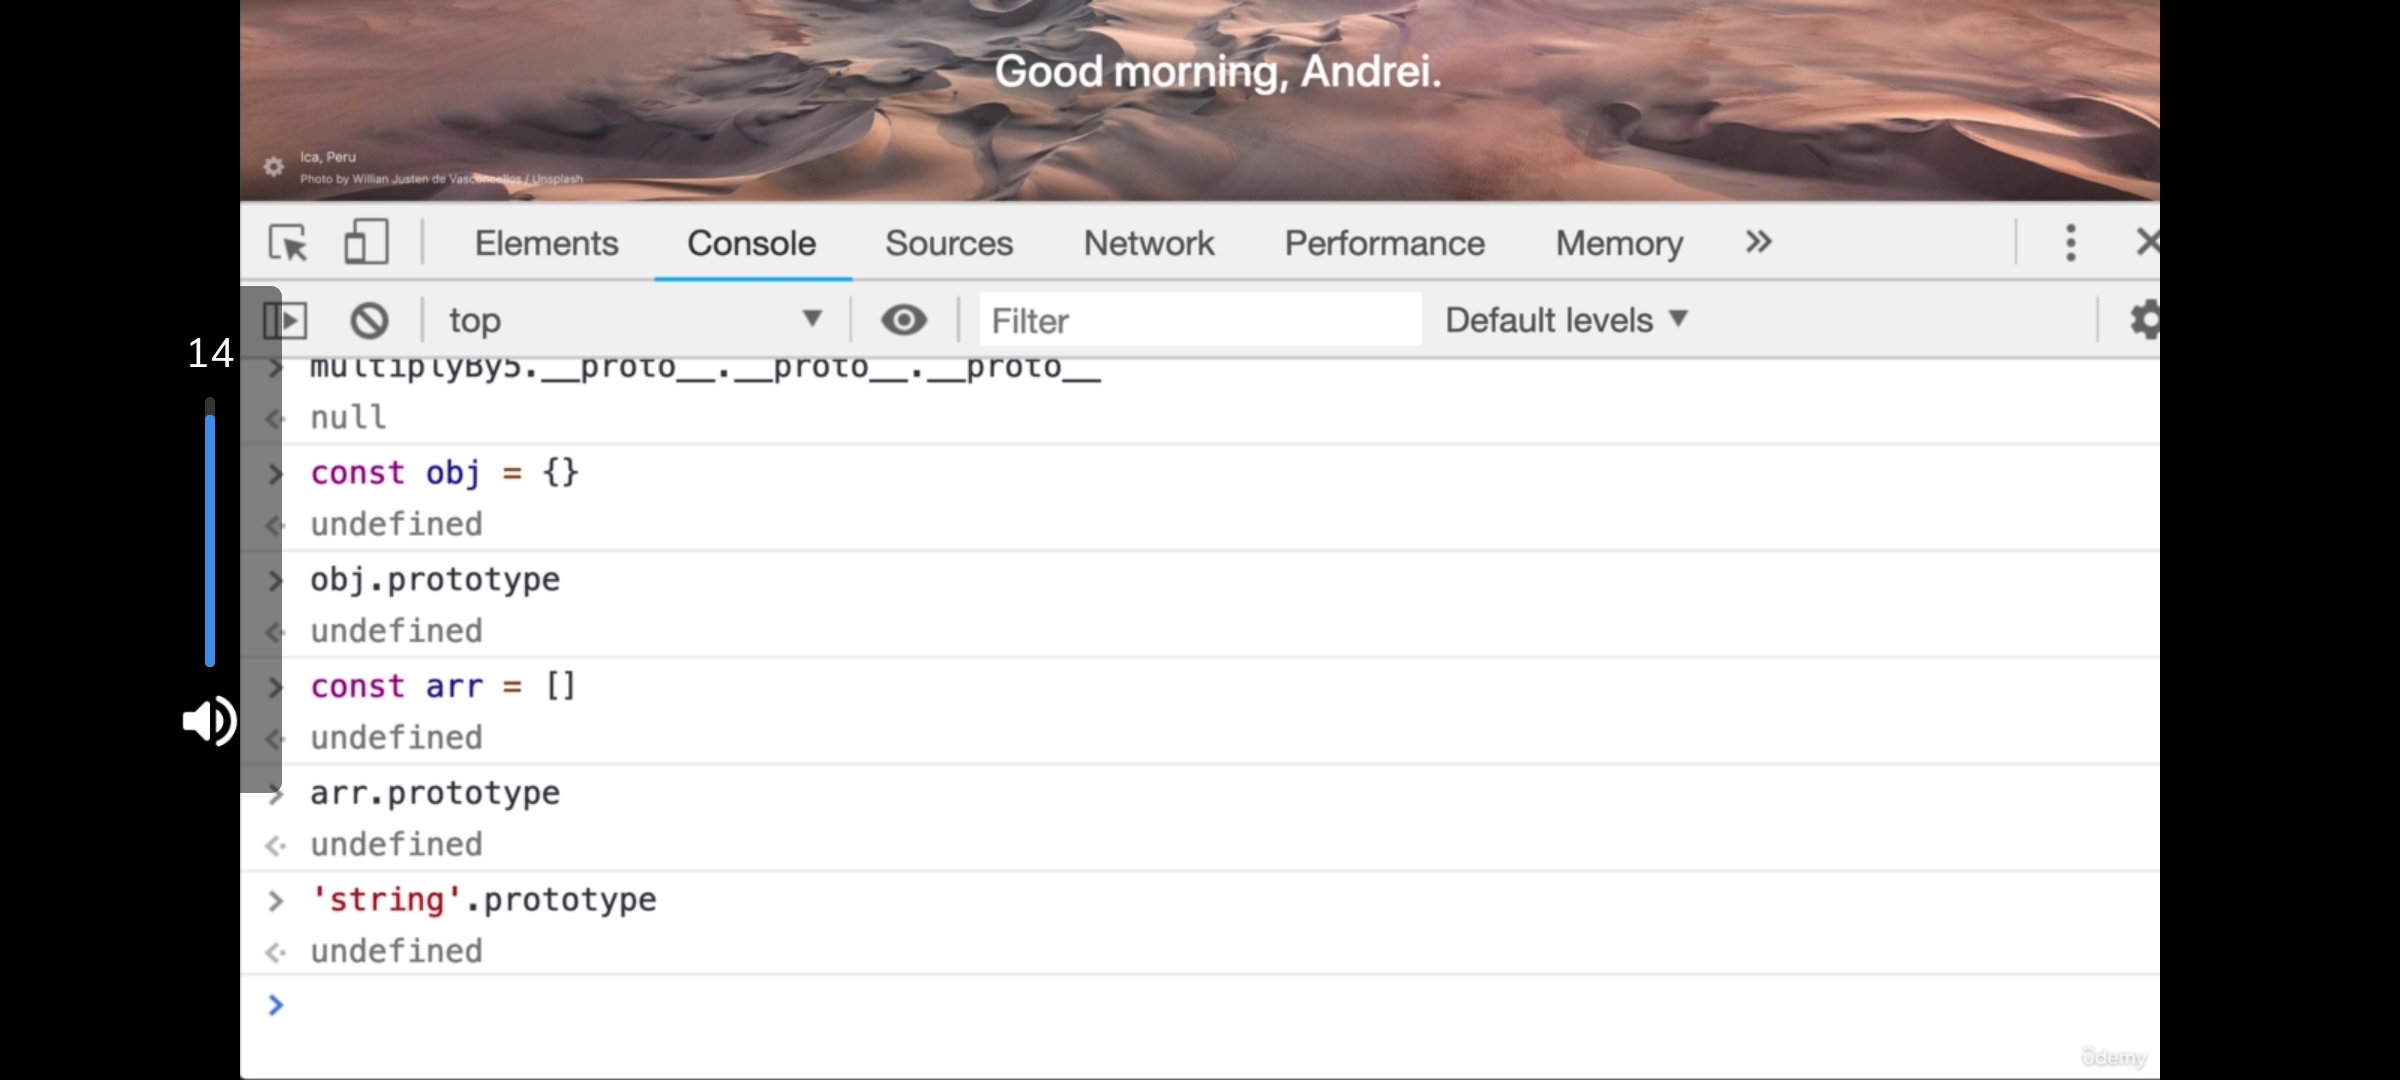 Good morning, Andrei.
Ica, Peru
Photo by Willian Justen de Vasconcellos / Unsplash
Elements Console Sources Network Performance Memory »
top ▼ Filter Default levels ▼
14
> multiplyBy5.__proto__.__proto__.__proto__
<· null
> const obj = {}
<· undefined
> obj.prototype
<· undefined
> const arr = []
<· undefined
> arr.prototype
<· undefined
> 'string'.prototype
<· undefined
>
ûdemy